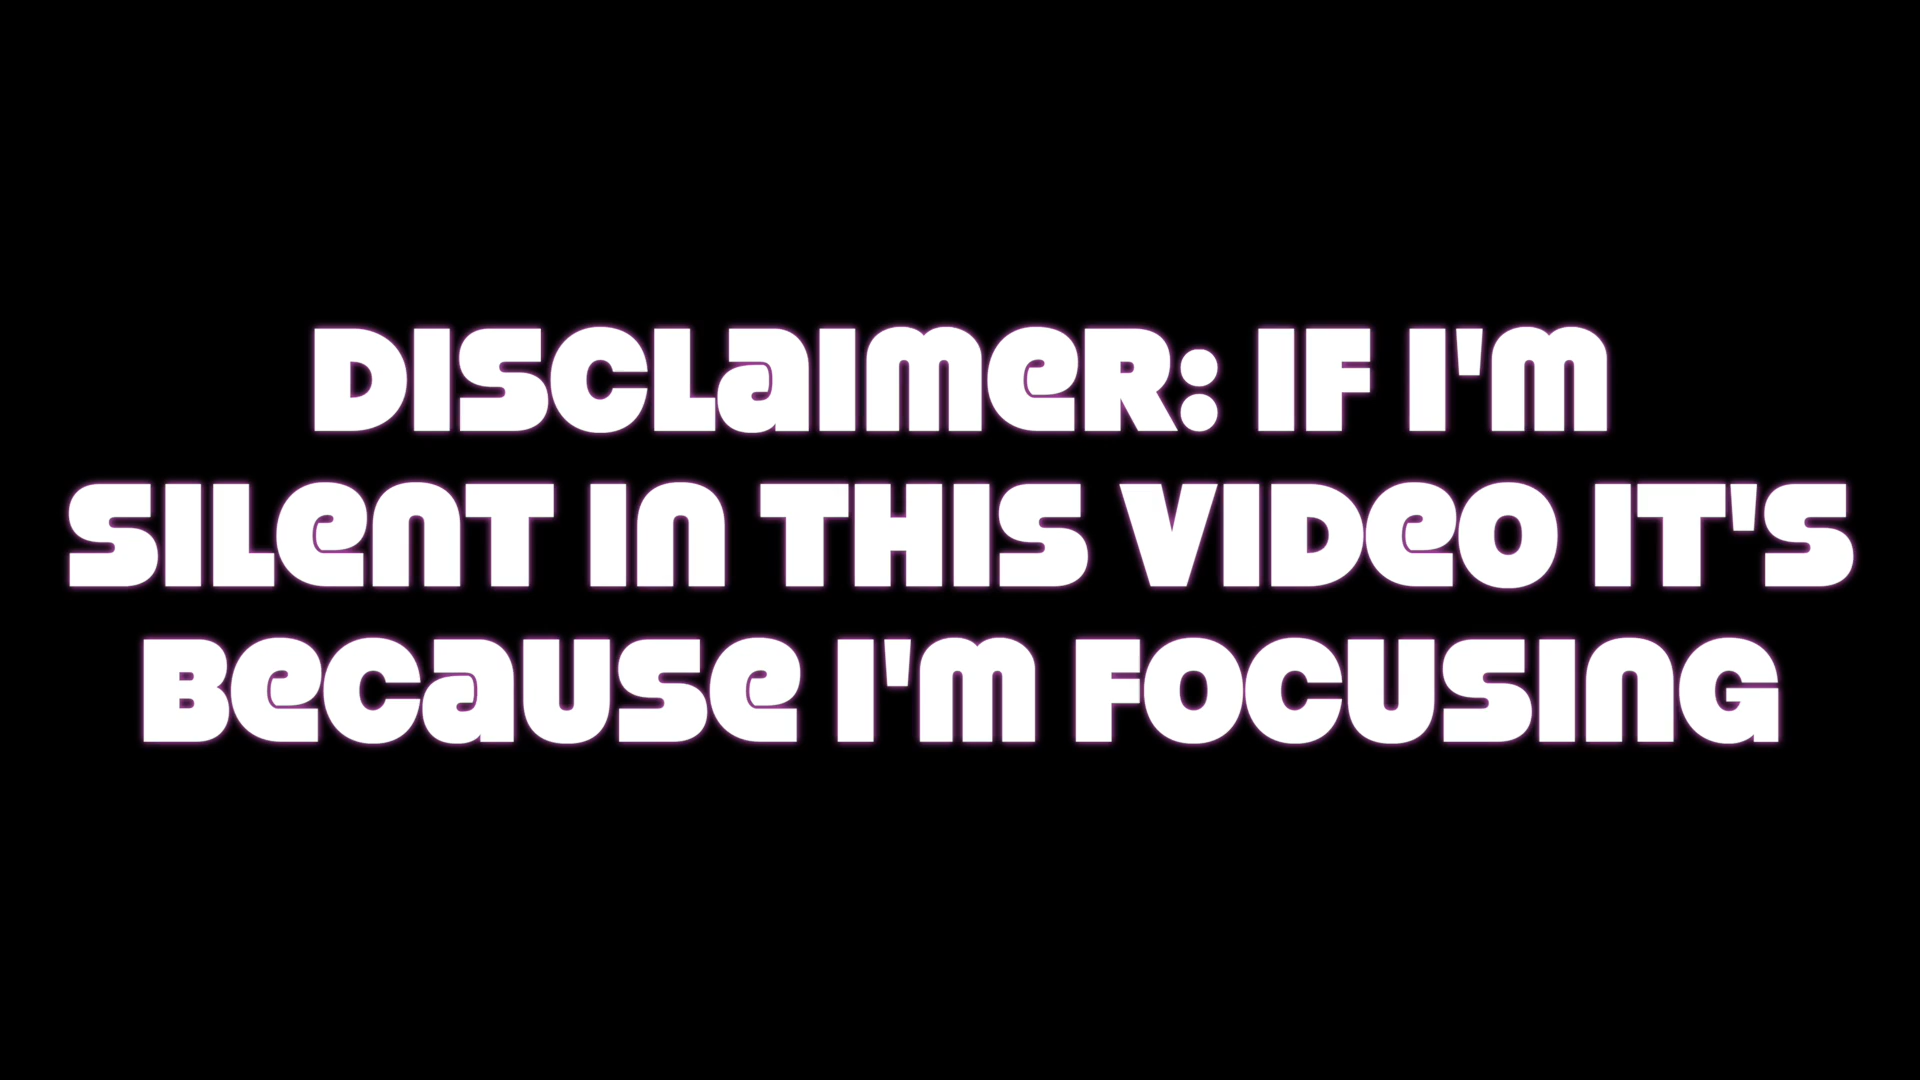 DISCLaIMeR: IF I'M
SILeNT IN THIS VIDeO IT'S
BeCaUSe I'M FOCUSING